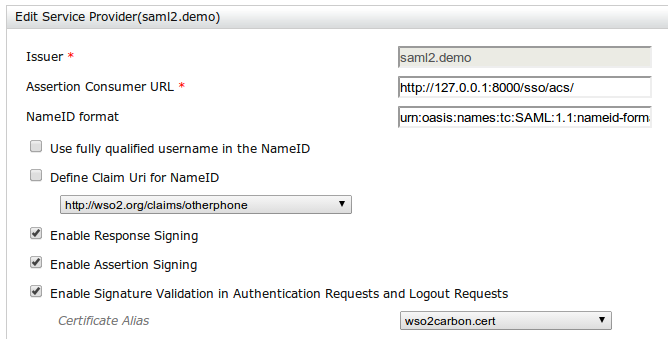 Edit Service Provider(saml2.demo)
Issuer * saml2.demo
Assertion Consumer URL * http://127.0.0.1:8000/sso/acs/
NameID format urn:oasis:names:tc:SAML:1.1:nameid-forma
Use fully qualified username in the NameID
Define Claim Uri for NameID
http://wso2.org/claims/otherphone
Enable Response Signing
Enable Assertion Signing
Enable Signature Validation in Authentication Requests and Logout Requests
Certificate Alias wso2carbon.cert